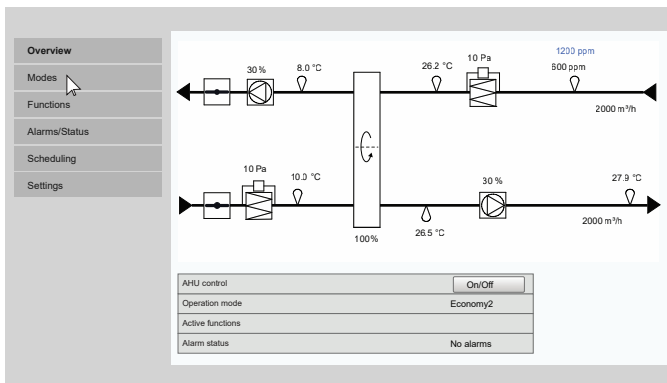 Overview
Modes
Functions
Alarms/Status
Scheduling
Settings
1200 ppm
10 Pa
30 % 8.0 °C 26.2 °C 600 ppm
2000 m³/h
10 Pa 10.0 °C 30 % 27.9 °C
2000 m³/h
100% 26.5 °C
AHU control On/Off
Operation mode Economy2
Active functions
Alarm status No alarms